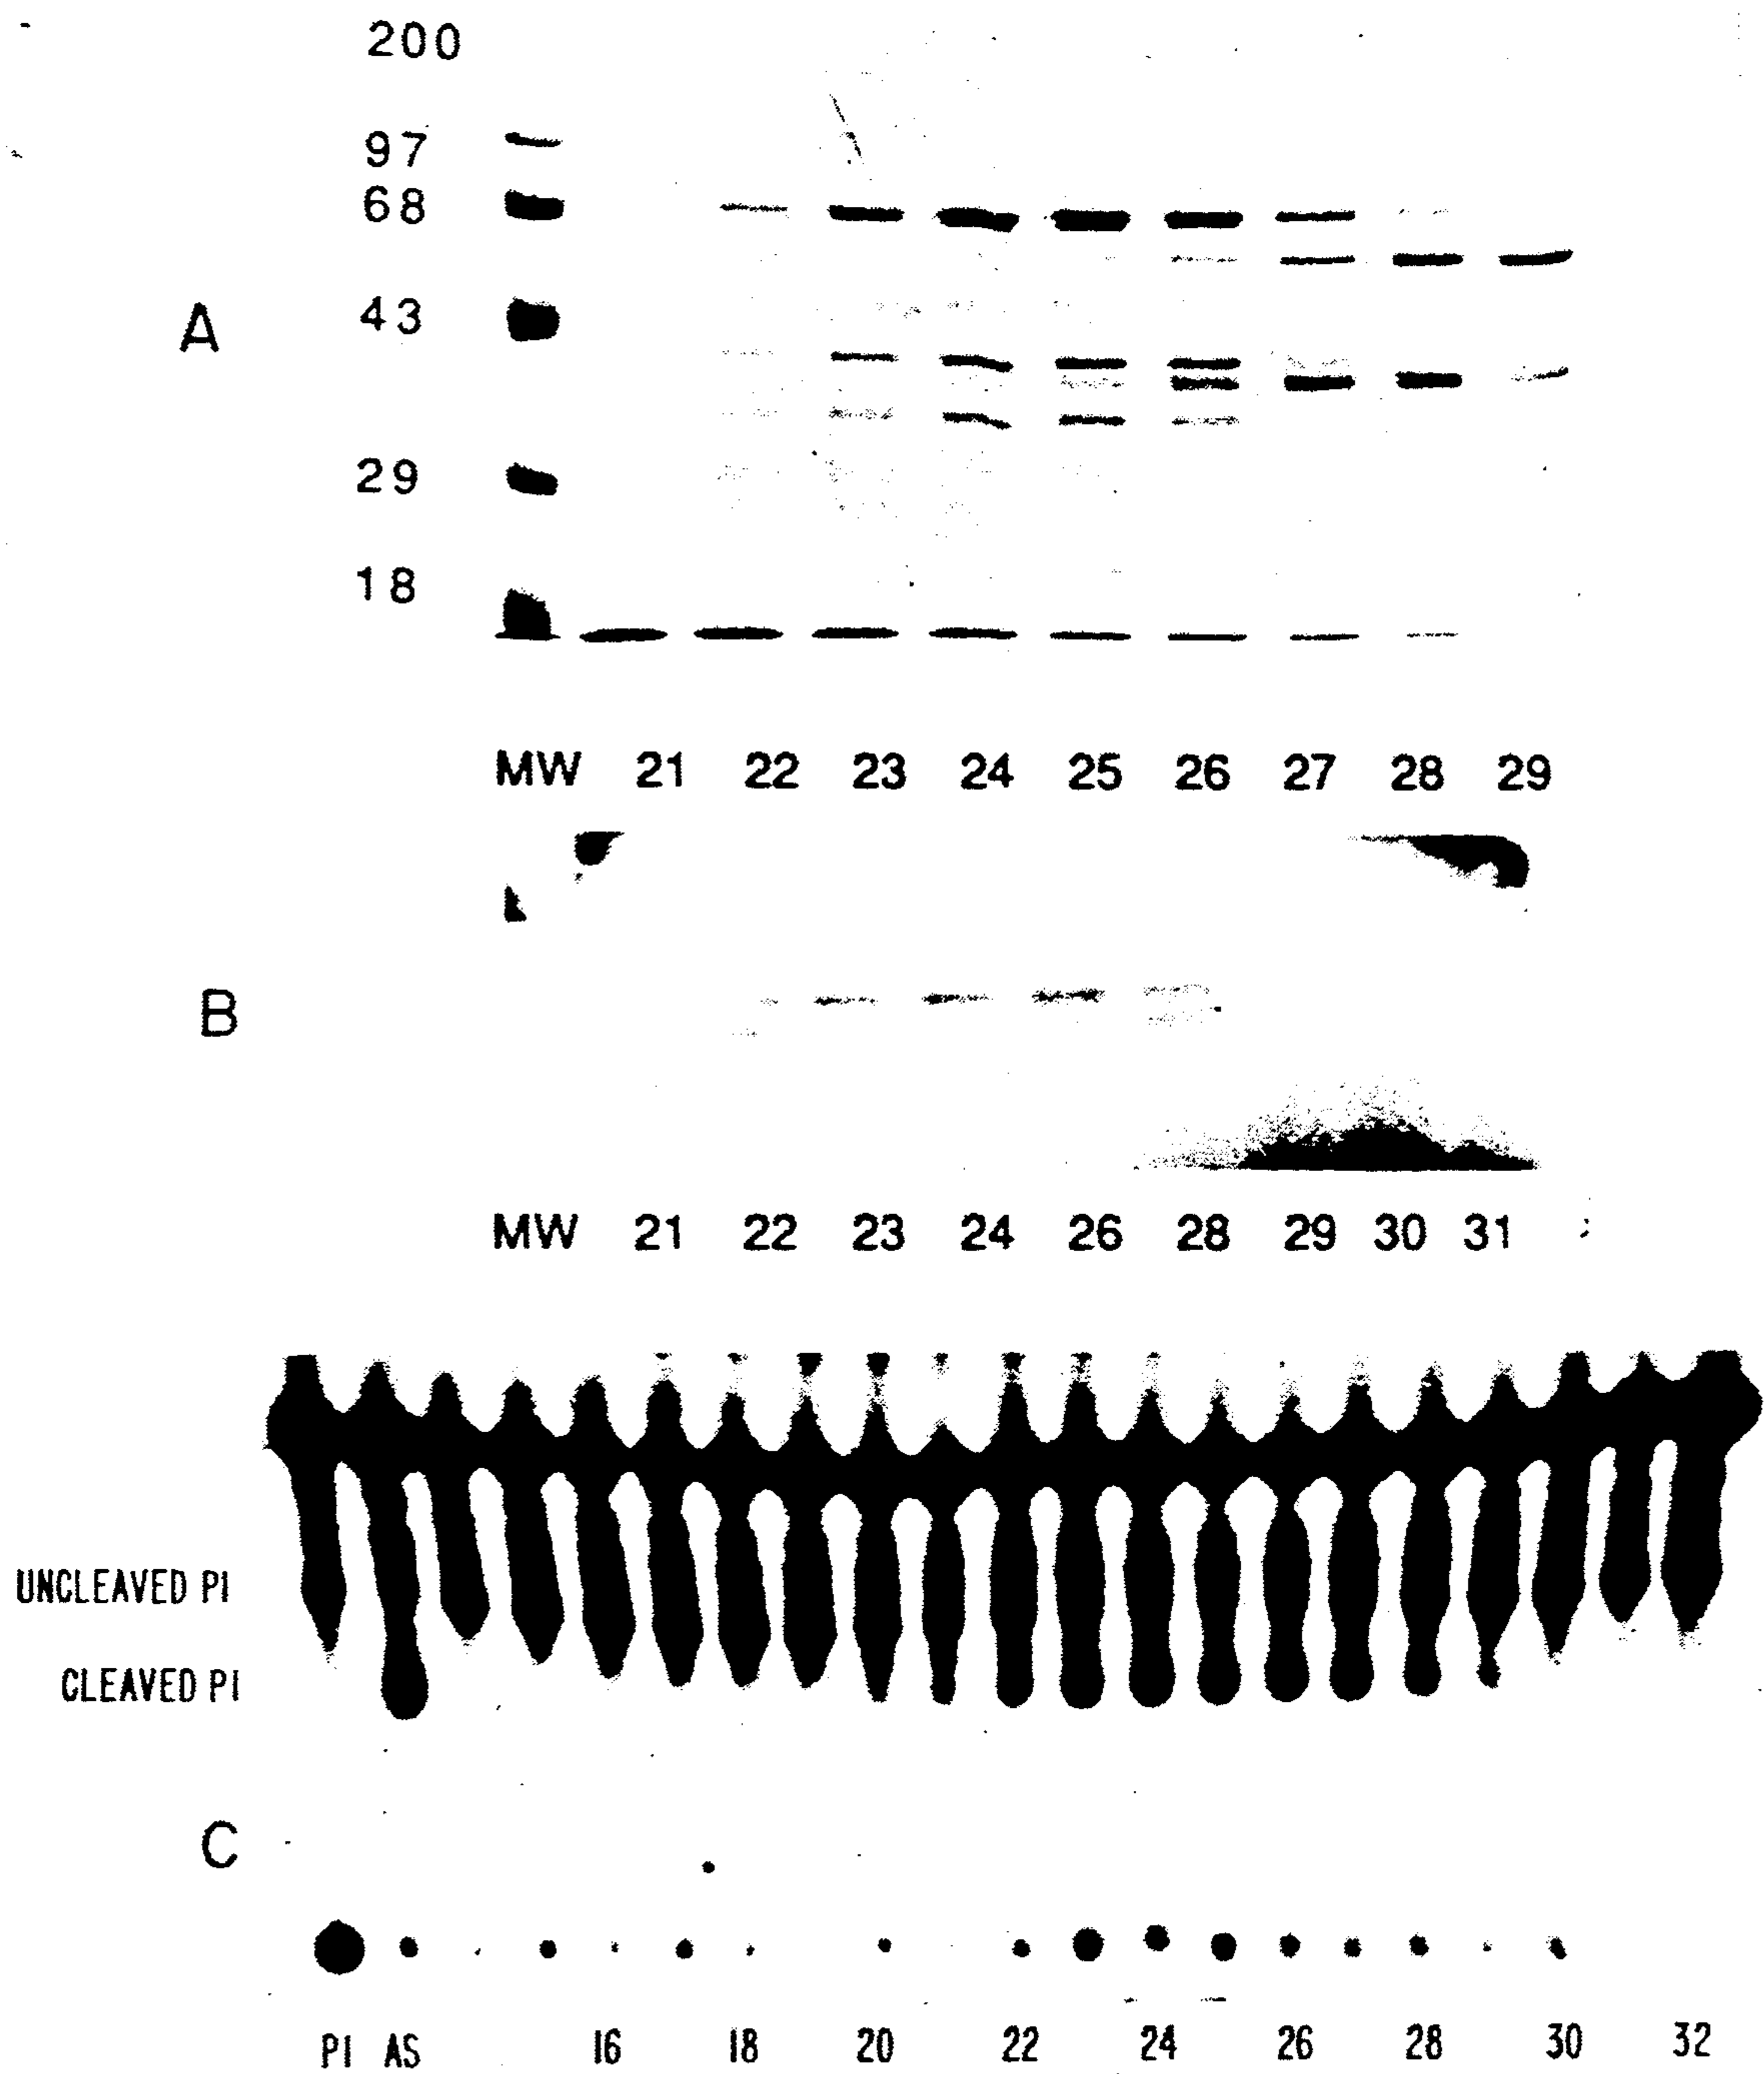 200
97
68
A 43
29
18
MW 21 22 23 24 25 26 27 28 29
B
MW 21 22 23 24 26 28 29 30 31
UNCLEAVED PI
CLEAVED PI
C
PI AS 16 18 20 22 24 26 28 30 32